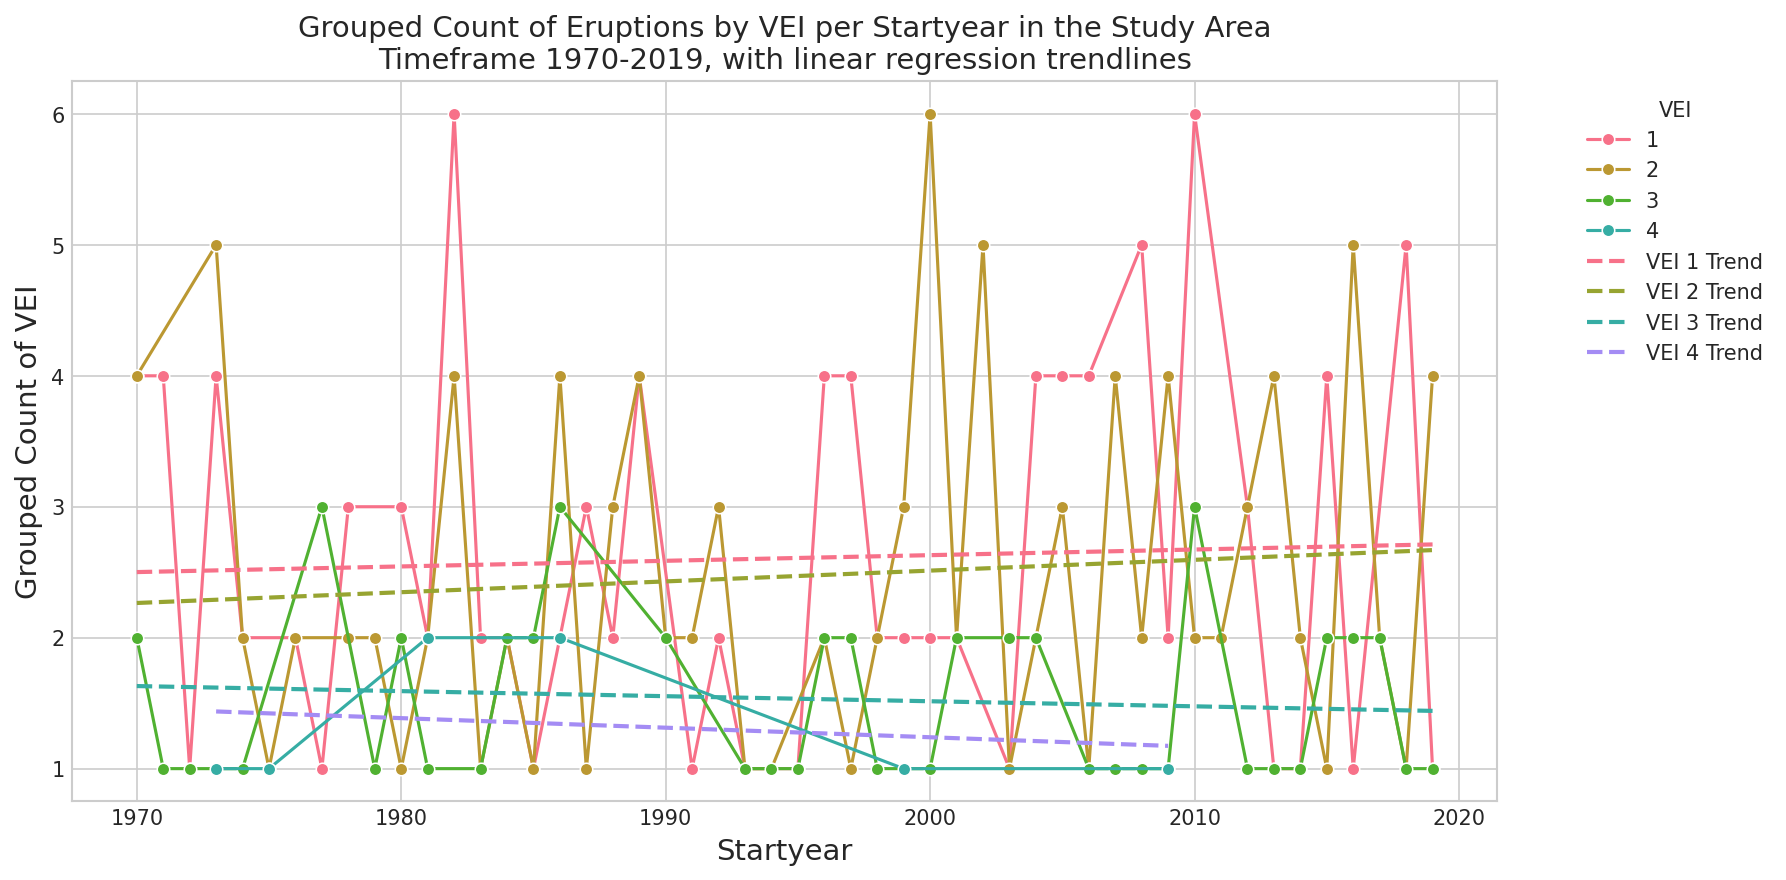 Grouped Count of Eruptions by VEI per Startyear in the Study Area
Timeframe 1970-2019, with linear regression trendlines
Grouped Count of VEI
6
5
4
3
2
1
1970
1980
1990
2000
2010
2020
Startyear
VEI
1
2
3
4
VEI 1 Trend
VEI 2 Trend
VEI 3 Trend
VEI 4 Trend